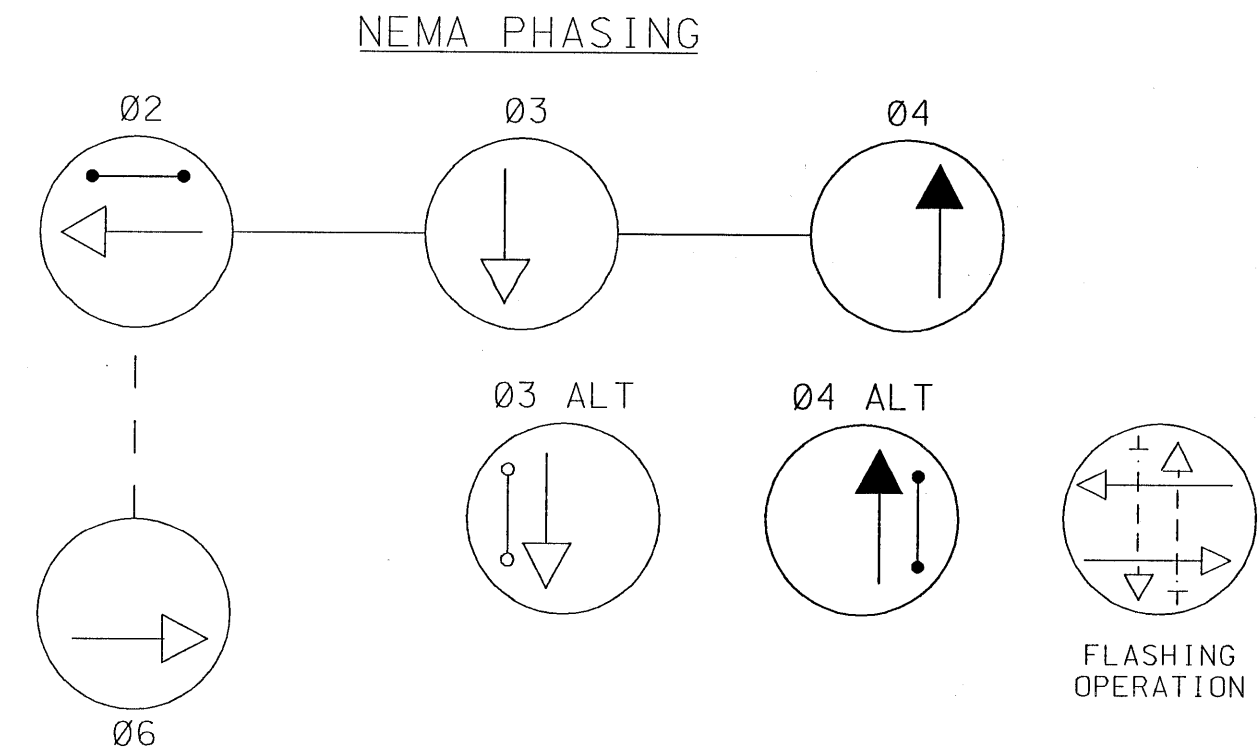 NEMA PHASING
Ø2
Ø3
Ø4
Ø3 ALT
Ø4 ALT
Ø6
FLASHING
OPERATION